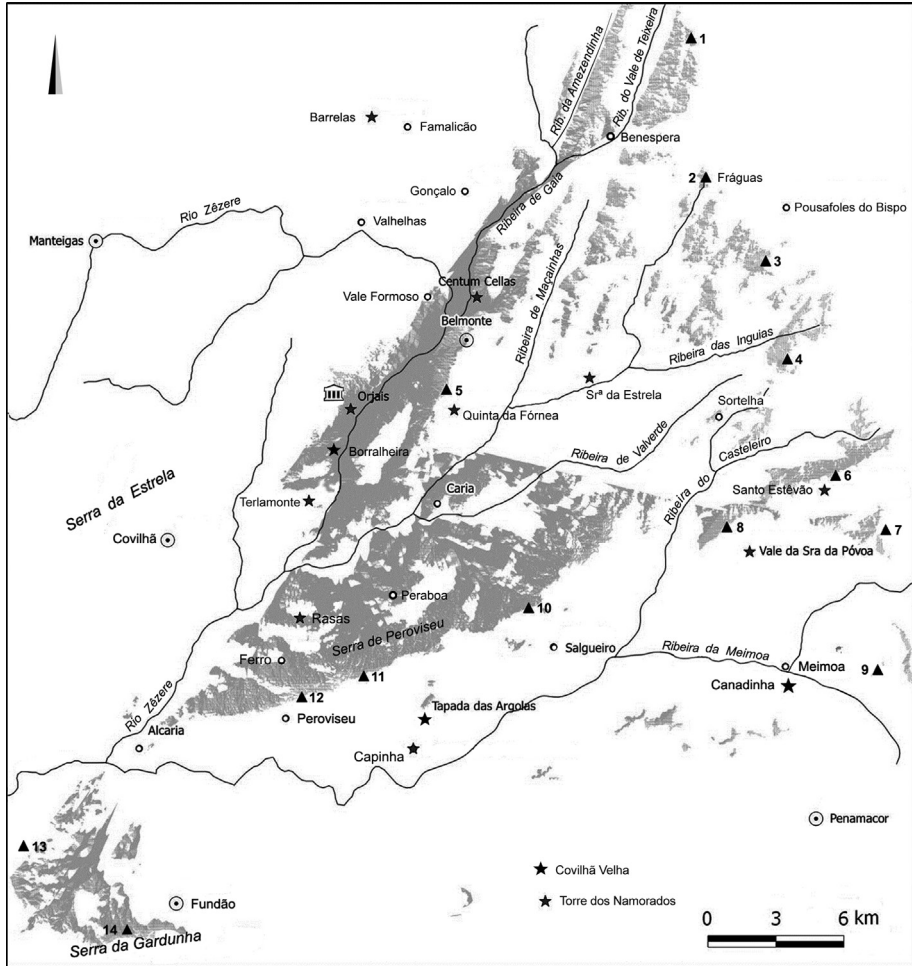 1
Rib. da Amezendinha
Rib. do Vale de Teixeira
Barrelas
Famalicão
Benespera
2
Fráguas
Gonçalo
Ribeira de Gaia
Pousafoles do Bispo
Rio Zêzere
Valhelhas
Manteigas
3
Centum Cellas
Vale Formoso
Ribeira de Maçainhas
Belmonte
Ribeira das Inguias
4
5
Srª da Estrela
Orjais
Quinta da Fórnea
Sortelha
Borralheira
Ribeira de Valverde
Casteleiro
Ribeira do
6
Serra da Estrela
Terlamonte
Caria
Santo Estêvão
Covilhã
8
7
Vale da Sra da Póvoa
Peraboa
10
Rasas
Serra de Peroviseu
Salgueiro
Ribeira da Meimoa
Meimoa
Ferro
11
9
Canadinha
12
Rio Zêzere
Peroviseu
Tapada das Argolas
Alcaria
Capinha
Penamacor
13
Covilhã Velha
Fundão
Torre dos Namorados
14
Serra da Gardunha
0 3 6 km